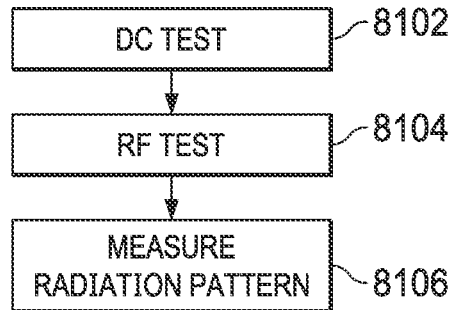 DC TEST
8102
RF TEST
8104
MEASURE
RADIATION PATTERN
8106